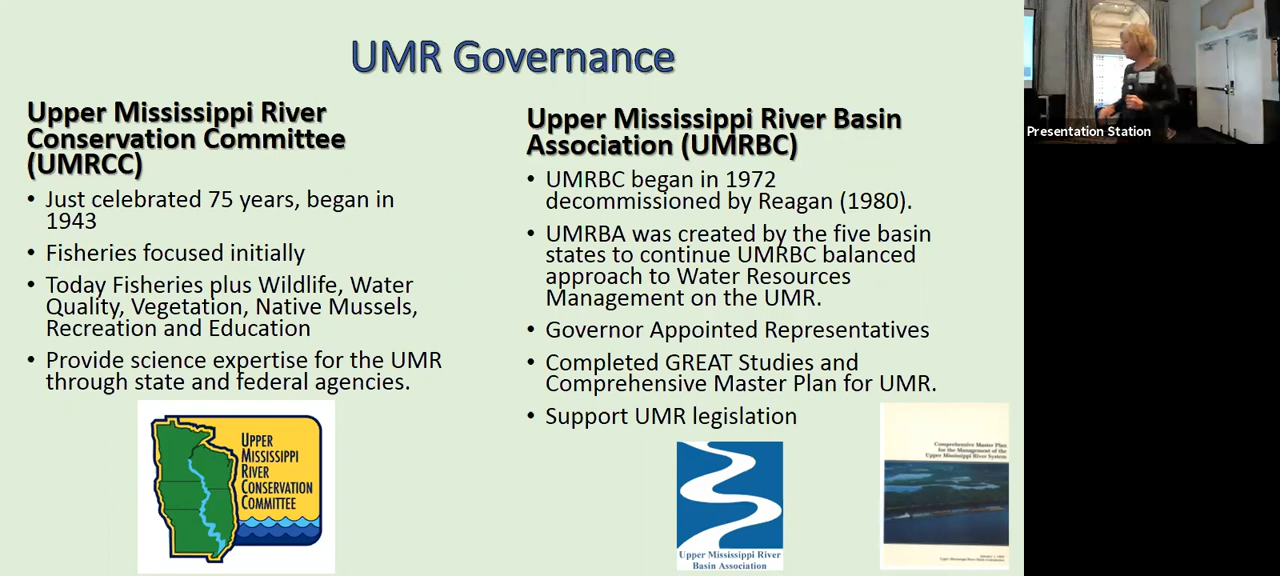 UMR Governance
Upper Mississippi River
Conservation Committee
(UMRCC)
• Just celebrated 75 years, began in
1943
• Fisheries focused initially
• Today Fisheries plus Wildlife, Water
Quality, Vegetation, Native Mussels,
Recreation and Education
• Provide science expertise for the UMR
through state and federal agencies.
UPPER
MISSISSIPPI
RIVER
CONSERVATION
COMMITTEE
Upper Mississippi River Basin
Association (UMRBC)
• UMRBC began in 1972
decommissioned by Reagan (1980).
• UMRBA was created by the five basin
states to continue UMRBC balanced
approach to Water Resources
Management on the UMR.
• Governor Appointed Representatives
• Completed GREAT Studies and
Comprehensive Master Plan for UMR.
• Support UMR legislation
Upper Mississippi River
Basin Association
Comprehensive Master Plan
for the Management of the
Upper Mississippi River System
Presentation Station